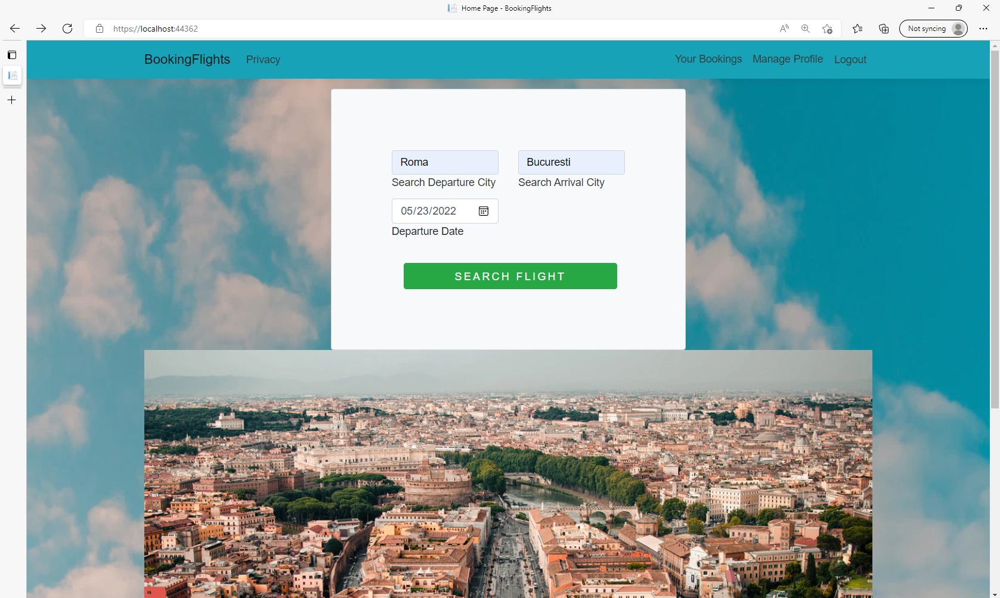 Home Page - BookingFlights
https://localhost:44362
Not syncing
BookingFlights Privacy Your Bookings Manage Profile Logout
Roma Bucuresti
Search Departure City Search Arrival City
05/23/2022
Departure Date
SEARCH FLIGHT